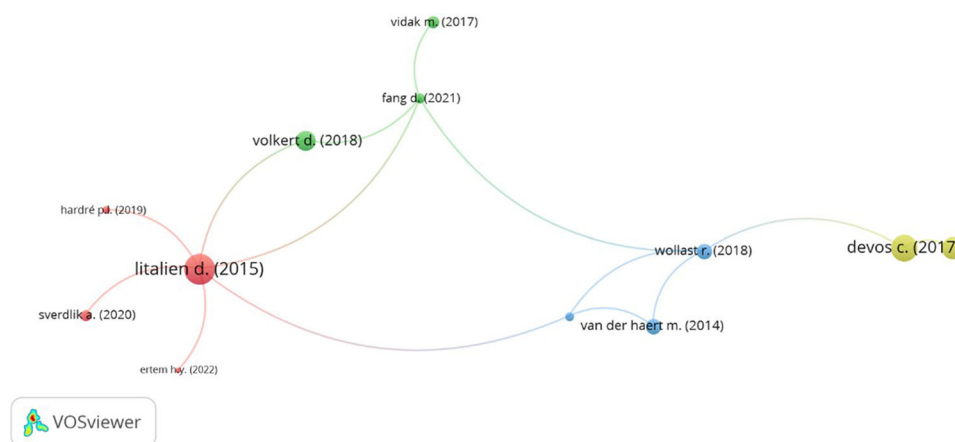 vidak m. (2017)
fang d. (2021)
volkert d. (2018)
hardré p.l. (2019)
litalien d. (2015)
wollast r. (2018)
devos c. (2017
sverdlik a. (2020)
van der haert m. (2014)
ertem h.y. (2022)
VOSviewer